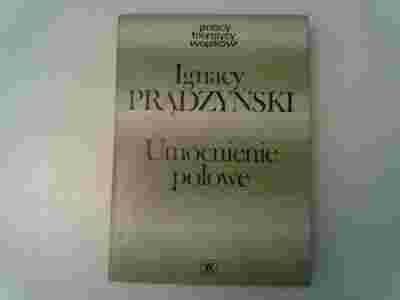 polscy
teoretycy
wojskowi
Ignacy
PRĄDZYŃSKI
Umocnienie
polowe